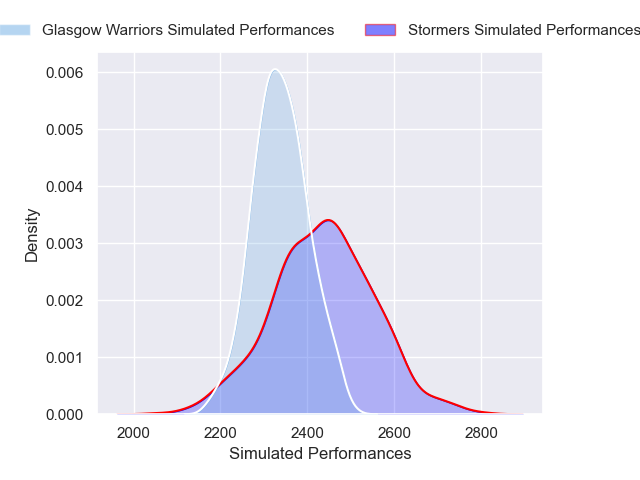 Glasgow Warriors Simulated Performances
Stormers Simulated Performances
0.006
0.005
0.004
0.003
0.002
0.001
0.000
Density
2000 2200 2400 2600 2800
Simulated Performances